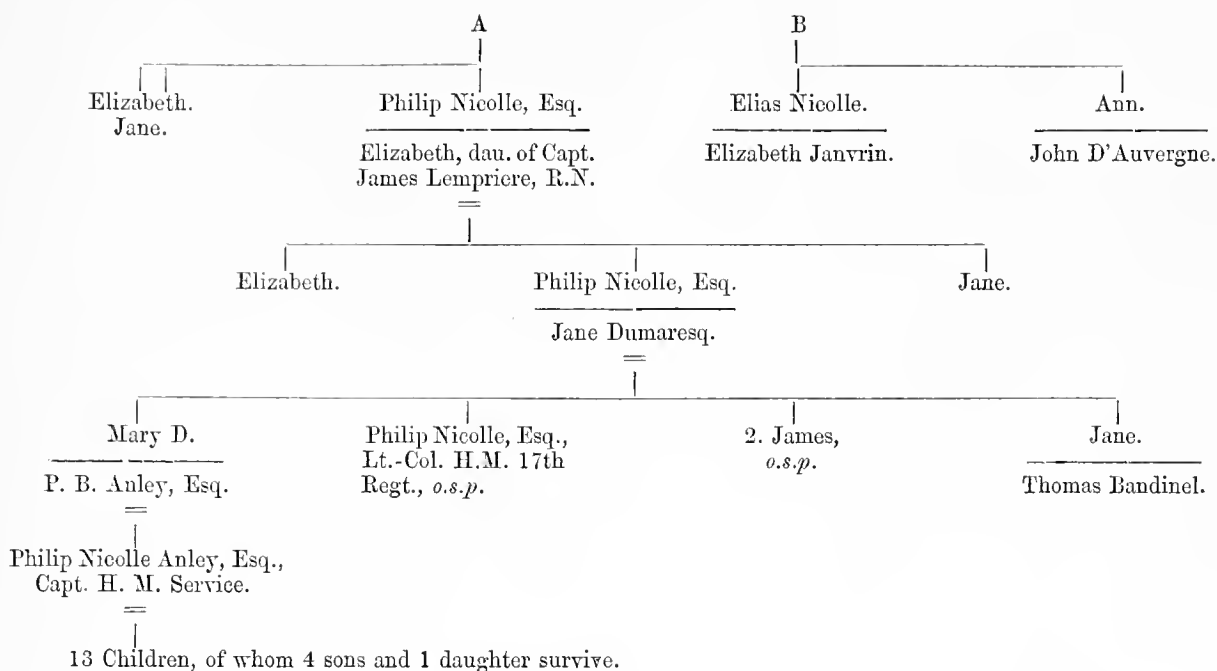 A B
Elizabeth.
Jane.
Philip Nicolle, Esq.
Elizabeth, dau. of Capt.
James Lempriere, R.N.
Elias Nicolle.
Elizabeth Janvrin.
Ann.
John D'Auvergne.
Elizabeth.
Philip Nicolle, Esq.
Jane Dumaresq.
Jane.
Mary D.
P. B. Anley, Esq.
Philip Nicolle, Esq.,
Lt.-Col. H.M. 17th
Regt., o.s.p.
2. James,
o.s.p.
Jane.
Thomas Bandinel.
Philip Nicolle Anley, Esq.,
Capt. H. M. Service.
13 Children, of whom 4 sons and 1 daughter survive.